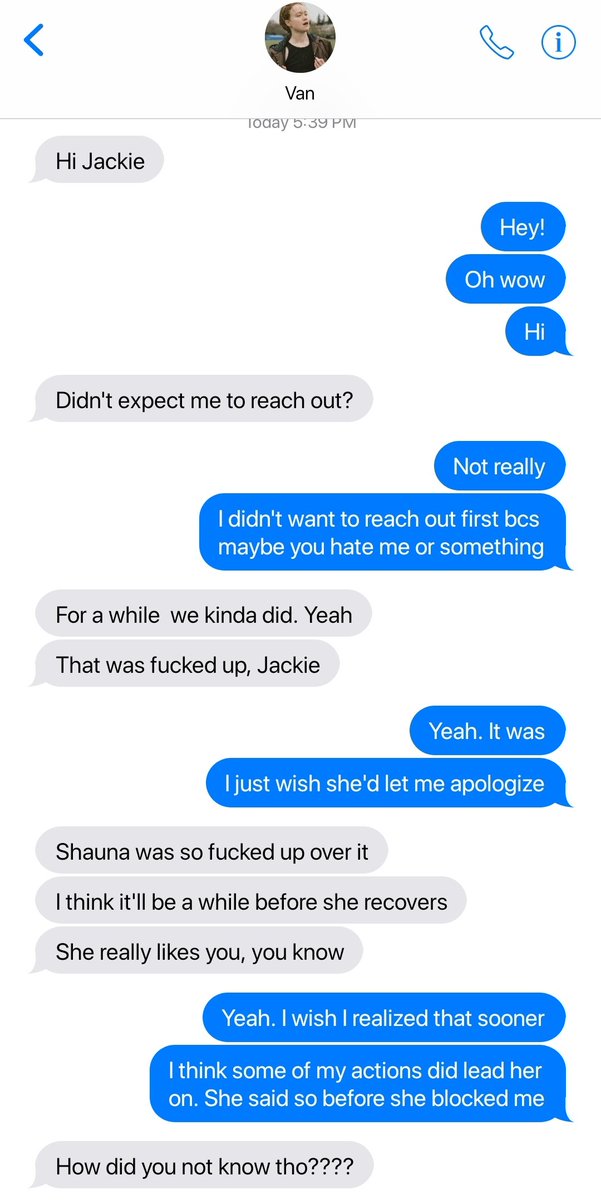 Van
Today 5:39 PM
Hi Jackie
Hey!
Oh wow
Hi
Didn't expect me to reach out?
Not really
I didn't want to reach out first bcs
maybe you hate me or something
For a while  we kinda did. Yeah
That was fucked up, Jackie
Yeah. It was
I just wish she'd let me apologize
Shauna was so fucked up over it
I think it'll be a while before she recovers
She really likes you, you know
Yeah. I wish I realized that sooner
I think some of my actions did lead her
on. She said so before she blocked me
How did you not know tho????